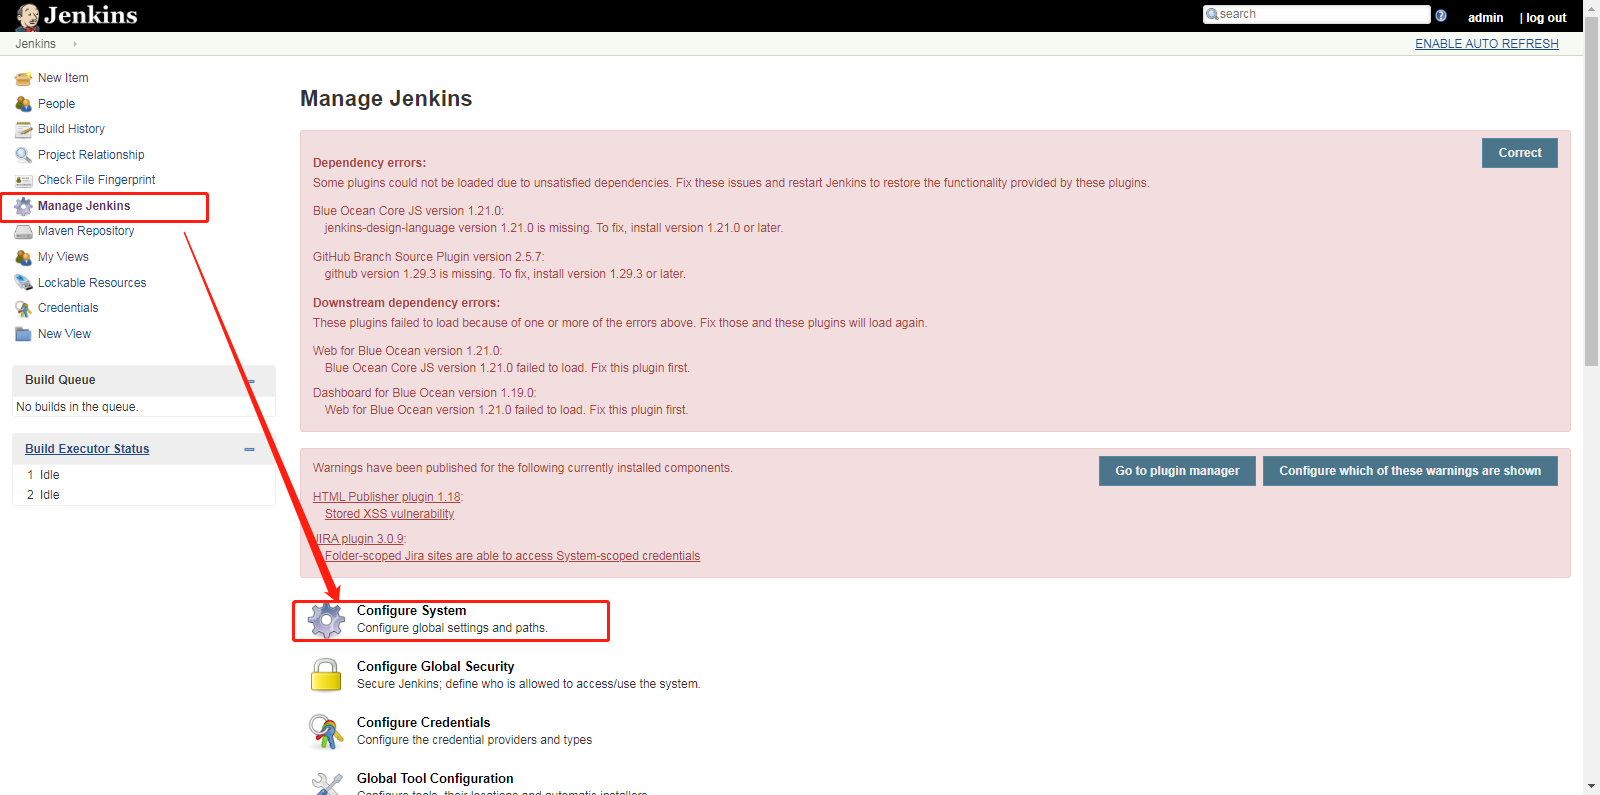 Jenkins
search
admin
| log out
Jenkins
ENABLE AUTO REFRESH
New Item
People
Build History
Project Relationship
Check File Fingerprint
Manage Jenkins
Maven Repository
My Views
Lockable Resources
Credentials
New View
Build Queue
No builds in the queue.
Build Executor Status
1 Idle
2 Idle
Manage Jenkins
Correct
Dependency errors:
Some plugins could not be loaded due to unsatisfied dependencies. Fix these issues and restart Jenkins to restore the functionality provided by these plugins.
Blue Ocean Core JS version 1.21.0:
jenkins-design-language version 1.21.0 is missing. To fix, install version 1.21.0 or later.
GitHub Branch Source Plugin version 2.5.7:
github version 1.29.3 is missing. To fix, install version 1.29.3 or later.
Downstream dependency errors:
These plugins failed to load because of one or more of the errors above. Fix those and these plugins will load again.
Web for Blue Ocean version 1.21.0:
Blue Ocean Core JS version 1.21.0 failed to load. Fix this plugin first.
Dashboard for Blue Ocean version 1.19.0:
Web for Blue Ocean version 1.21.0 failed to load. Fix this plugin first.
Warnings have been published for the following currently installed components.
Go to plugin manager
Configure which of these warnings are shown
HTML Publisher plugin 1.18:
Stored XSS vulnerability
JIRA plugin 3.0.9:
Folder-scoped Jira sites are able to access System-scoped credentials
Configure System
Configure global settings and paths.
Configure Global Security
Secure Jenkins; define who is allowed to access/use the system.
Configure Credentials
Configure the credential providers and types
Global Tool Configuration
Configure tools, their locations and automatic installers.